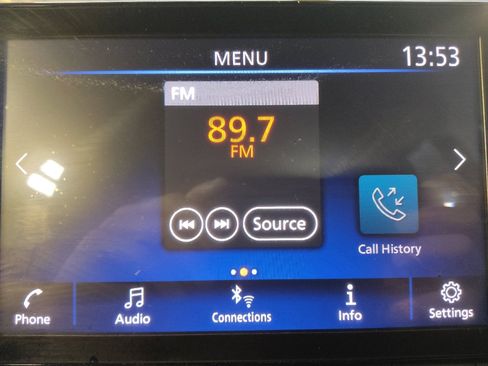 MENU
13:53
FM
89.7
FM
Source
Call History
Phone
Audio
Connections
Info
Settings